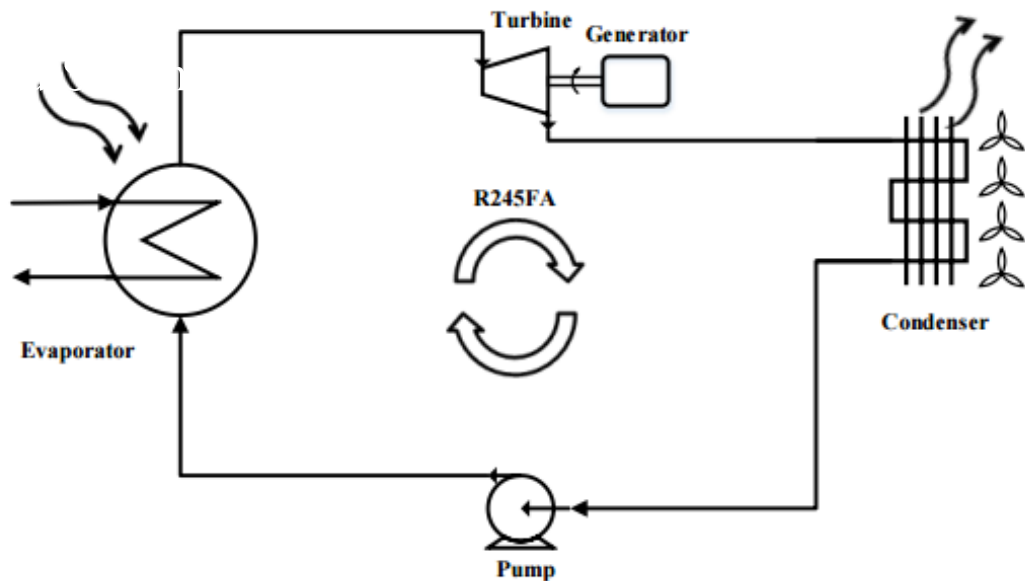 Turbine
Generator
R245FA
Evaporator
Condenser
Pump